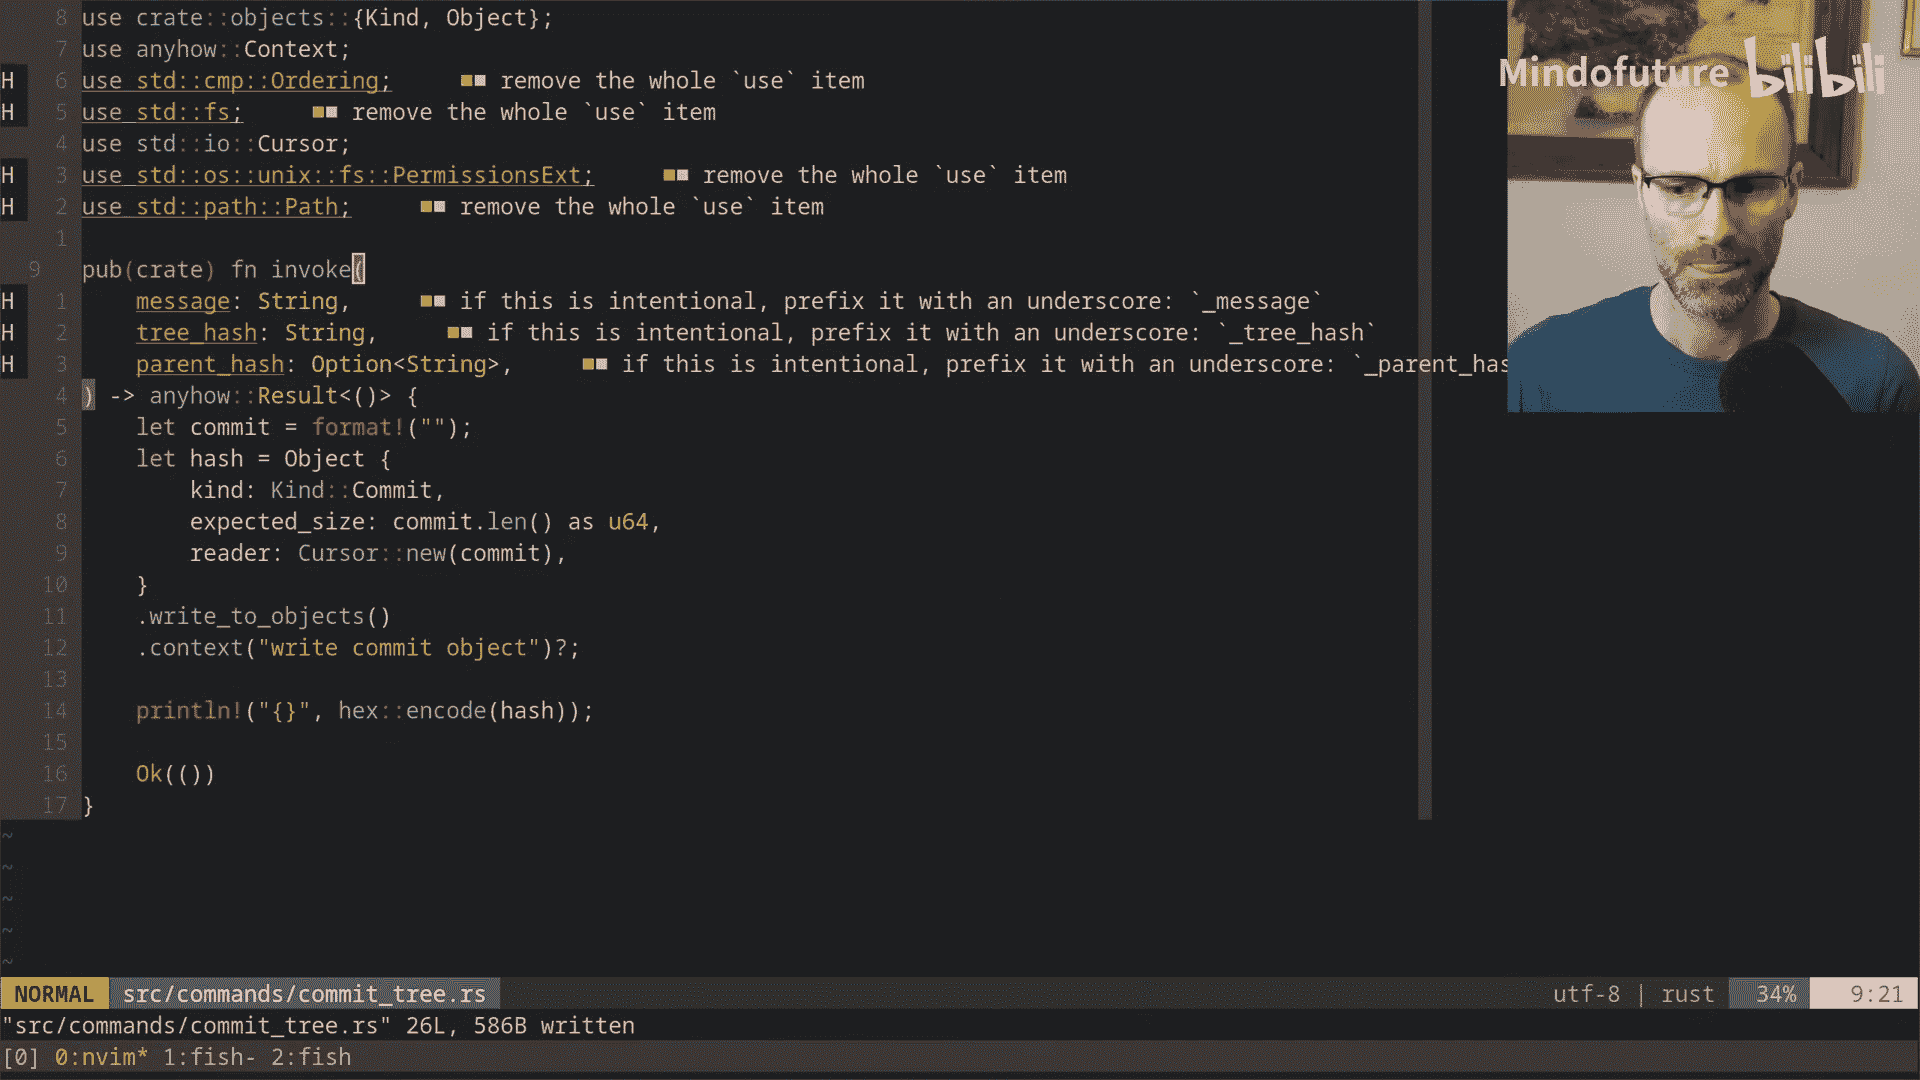 8 use crate::objects::{Kind, Object};
7 use anyhow::Context;
H 6 use std::cmp::Ordering; ■■ remove the whole `use` item
H 5 use std::fs; ■■ remove the whole `use` item
4 use std::io::Cursor;
H 3 use std::os::unix::fs::PermissionsExt; ■■ remove the whole `use` item
H 2 use std::path::Path; ■■ remove the whole `use` item
1
9 pub(crate) fn invoke(
H 1 message: String, ■■ if this is intentional, prefix it with an underscore: `_message`
H 2 tree_hash: String, ■■ if this is intentional, prefix it with an underscore: `_tree_hash`
H 3 parent_hash: Option<String>, ■■ if this is intentional, prefix it with an underscore: `_parent_has
4 ) -> anyhow::Result<()> {
5 let commit = format!("");
6 let hash = Object {
7 kind: Kind::Commit,
8 expected_size: commit.len() as u64,
9 reader: Cursor::new(commit),
10 }
11 .write_to_objects()
12 .context("write commit object")?;
13
14 println!("{}", hex::encode(hash));
15
16 Ok(())
17 }
~
~
~
~
~
NORMAL src/commands/commit_tree.rs utf-8 | rust 34% 9:21
"src/commands/commit_tree.rs" 26L, 586B written
[0] 0:nvim* 1:fish- 2:fish
Mindofuture bilibili